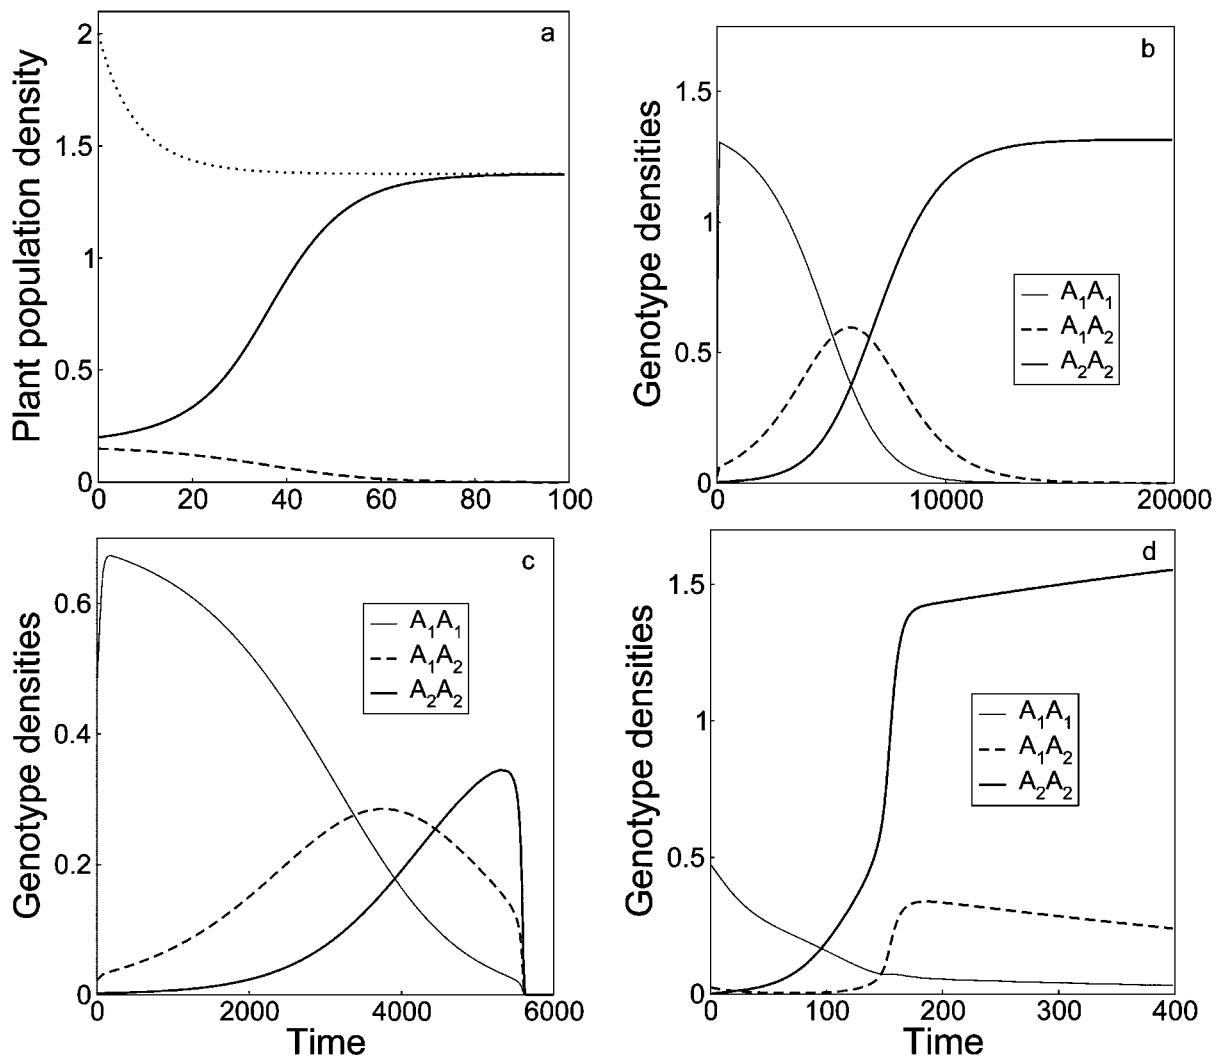 a
Plant population density
2
1.5
1
0.5
0
0 20 40 60 80 100
b
Genotype densities
1.5
1
0.5
0
A₁A₁
A₁A₂
A₂A₂
0 10000 20000
c
Genotype densities
0.6
0.4
0.2
0
A₁A₁
A₁A₂
A₂A₂
0 2000 4000 6000
Time
d
Genotype densities
1.5
1
0.5
0
A₁A₁
A₁A₂
A₂A₂
0 100 200 300 400
Time